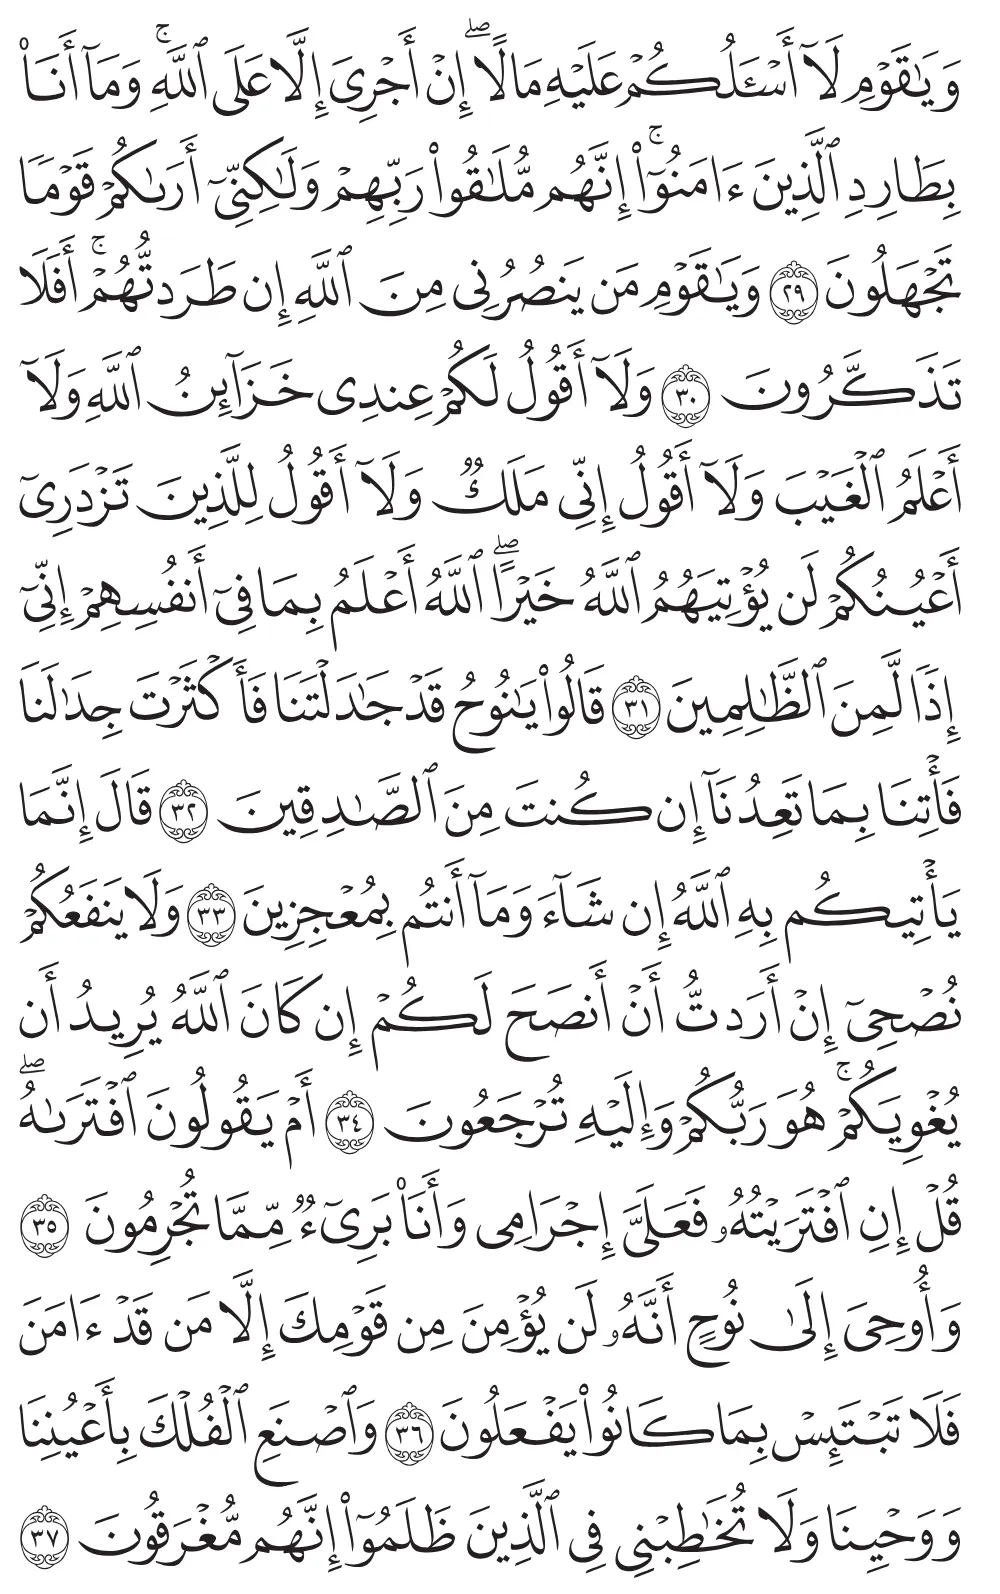 وَيَٰقَوۡمِ لَآ أَسۡـَٔلُكُمۡ عَلَيۡهِ مَالًاۖ إِنۡ أَجۡرِيَ إِلَّا عَلَى ٱللَّهِۚ وَمَآ أَنَا۠
بِطَارِدِ ٱلَّذِينَ ءَامَنُوٓاْۚ إِنَّهُم مُّلَٰقُواْ رَبِّهِمۡ وَلَٰكِنِّيٓ أَرَىٰكُمۡ قَوۡمٗا
تَجۡهَلُونَ ٢٩ وَيَٰقَوۡمِ مَن يَنصُرُنِي مِنَ ٱللَّهِ إِن طَرَدتُّهُمۡۚ أَفَلَا
تَذَكَّرُونَ ٣٠ وَلَآ أَقُولُ لَكُمۡ عِندِي خَزَآئِنُ ٱللَّهِ وَلَآ
أَعۡلَمُ ٱلۡغَيۡبَ وَلَآ أَقُولُ إِنِّي مَلَكٞ وَلَآ أَقُولُ لِلَّذِينَ تَزۡدَرِيٓ
أَعۡيُنُكُمۡ لَن يُؤۡتِيَهُمُ ٱللَّهُ خَيۡرًاۖ ٱللَّهُ أَعۡلَمُ بِمَا فِيٓ أَنفُسِهِمۡ إِنِّيٓ
إِذٗا لَّمِنَ ٱلظَّٰلِمِينَ ٣١ قَالُواْ يَٰنُوحُ قَدۡ جَٰدَلۡتَنَا فَأَكۡثَرۡتَ جِدَٰلَنَا
فَأۡتِنَا بِمَا تَعِدُنَآ إِن كُنتَ مِنَ ٱلصَّٰدِقِينَ ٣٢ قَالَ إِنَّمَا
يَأۡتِيكُم بِهِ ٱللَّهُ إِن شَآءَ وَمَآ أَنتُم بِمُعۡجِزِينَ ٣٣ وَلَا يَنفَعُكُمۡ
نُصۡحِيٓ إِنۡ أَرَدتُّ أَنۡ أَنصَحَ لَكُمۡ إِن كَانَ ٱللَّهُ يُرِيدُ أَن
يُغۡوِيَكُمۡۚ هُوَ رَبُّكُمۡ وَإِلَيۡهِ تُرۡجَعُونَ ٣٤ أَمۡ يَقُولُونَ ٱفۡتَرَىٰهُۖ
قُلۡ إِنِ ٱفۡتَرَيۡتُهُۥ فَعَلَيَّ إِجۡرَامِي وَأَنَا۠ بَرِيٓءٞ مِّمَّا تُجۡرِمُونَ ٣٥
وَأُوحِيَ إِلَىٰ نُوحٍ أَنَّهُۥ لَن يُؤۡمِنَ مِن قَوۡمِكَ إِلَّا مَن قَدۡ ءَامَنَ
فَلَا تَبۡتَئِسۡ بِمَا كَانُواْ يَفۡعَلُونَ ٣٦ وَٱصۡنَعِ ٱلۡفُلۡكَ بِأَعۡيُنِنَا
وَوَحۡيِنَا وَلَا تُخَٰطِبۡنِي فِي ٱلَّذِينَ ظَلَمُوٓاْ إِنَّهُم مُّغۡرَقُونَ ٣٧